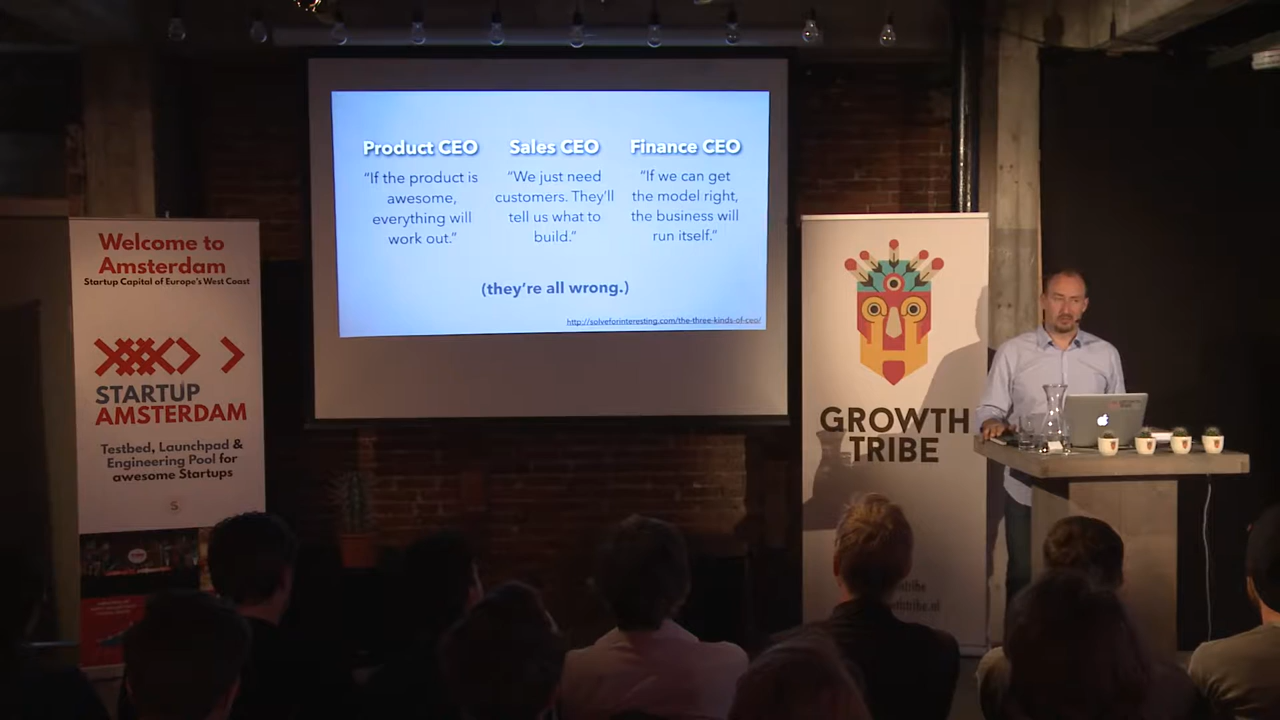 Product CEO
“If the product is
awesome,
everything will
work out.”
Sales CEO
“We just need
customers. They'll
tell us what to
build.”
Finance CEO
“If we can get
the model right,
the business will
run itself.”
(they’re all wrong.)
http://solveforinteresting.com/the-three-kinds-of-ceo/
Welcome to
Amsterdam
Startup Capital of Europe's West Coast
STARTUP
AMSTERDAM
Testbed, Launchpad &
Engineering Pool for
awesome Startups
GROWTH
TRIBE